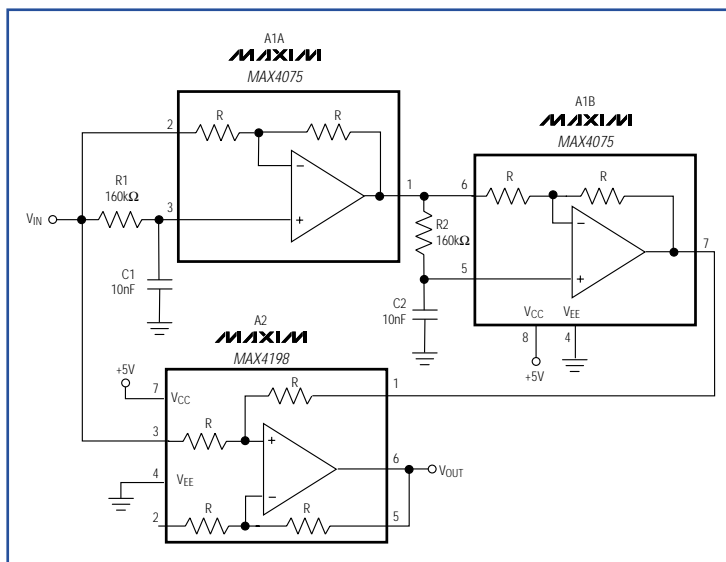 A1A
MAXIM
MAX4075
2
R
R
1
R1
160kΩ
3
VIN
C1
10nF
A1B
MAXIM
MAX4075
6
R
R
7
R2
160kΩ
5
C2
10nF
VCC
VEE
8
4
+5V
A2
MAXIM
MAX4198
+5V
7
VCC
R
1
3
R
6
VOUT
4
VEE
2
R
R
5